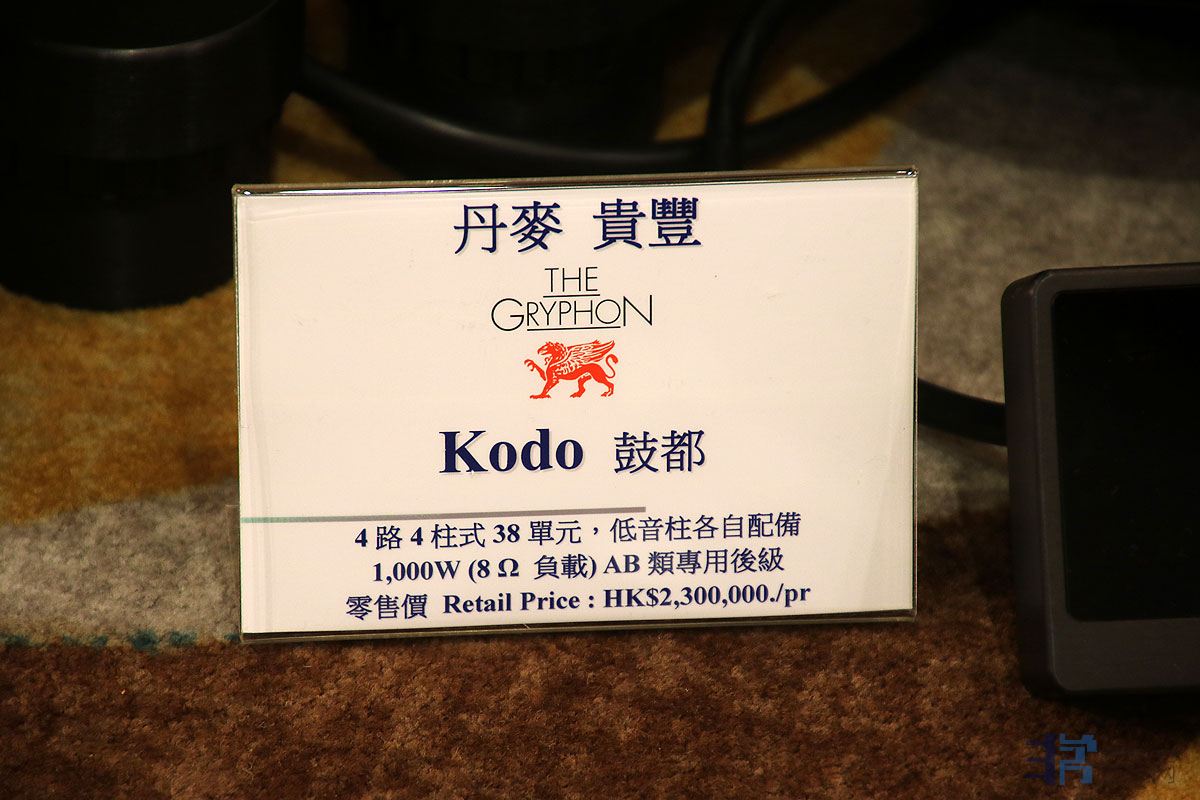 丹麥 貴豐
THE
GRYPHON
Kodo 鼓都
4 路 4 柱式 38 單元，低音柱各自配備
1,000W (8 Ω 負載) AB 類專用後級
零售價 Retail Price : HK$2,300,000./pr